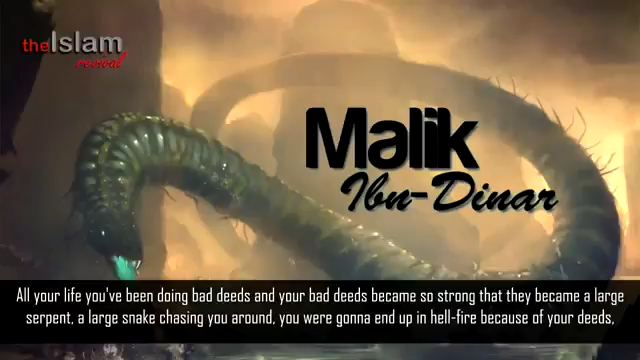 theIslam
revival
Malik
Ibn-Dinar
All your life you've been doing bad deeds and your bad deeds became so strong that they became a large
serpent, a large snake chasing you around, you were gonna end up in hell-fire because of your deeds,